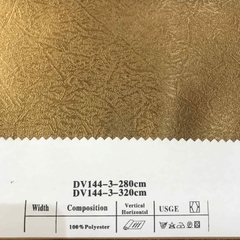 DV144-3-280cm
DV144-3-320cm
Width Composition Vertical Horizontal USGE
100%Polyester